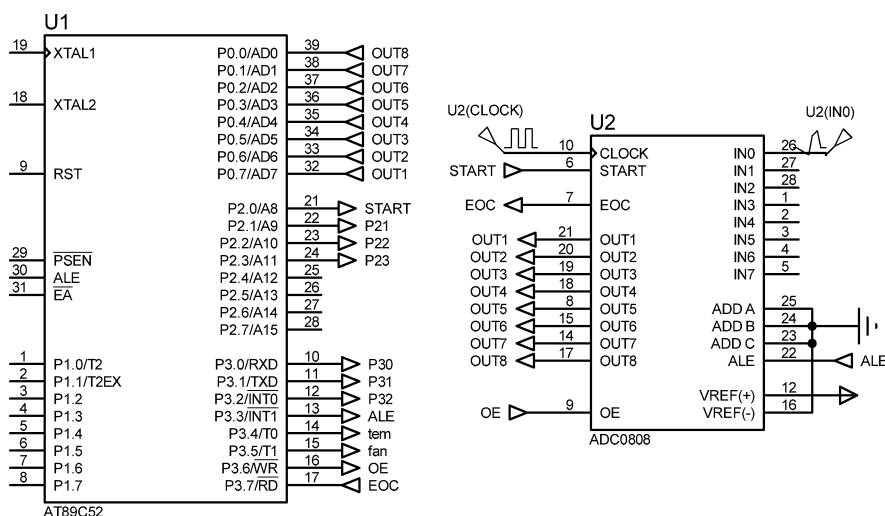 U1
19 XTAL1 P0.0/AD0 39 OUT8
P0.1/AD1 38 OUT7
P0.2/AD2 37 OUT6
18 XTAL2 P0.3/AD3 36 OUT5
P0.4/AD4 35 OUT4
P0.5/AD5 34 OUT3
P0.6/AD6 33 OUT2
9 RST P0.7/AD7 32 OUT1
P2.0/A8 21 START
P2.1/A9 22 P21
P2.2/A10 23 P22
29 PSEN P2.3/A11 24 P23
30 ALE P2.4/A12 25
31 EA P2.5/A13 26
P2.6/A14 27
P2.7/A15 28
1 P1.0/T2 P3.0/RXD 10 P30
2 P1.1/T2EX P3.1/TXD 11 P31
3 P1.2 P3.2/INT0 12 P32
4 P1.3 P3.3/INT1 13 ALE
5 P1.4 P3.4/T0 14 tem
6 P1.5 P3.5/T1 15 fan
7 P1.6 P3.6/WR 16 OE
8 P1.7 P3.7/RD 17 EOC
AT89C52
U2(CLOCK) U2(IN0)
U2
10 CLOCK IN0 26
START 6 START IN1 27
IN2 28
EOC 7 EOC IN3 1
IN4 2
OUT1 21 OUT1 IN5 3
OUT2 20 OUT2 IN6 4
OUT3 19 OUT3 IN7 5
OUT4 18 OUT4
OUT5 8 OUT5 ADD A 25
OUT6 15 OUT6 ADD B 24
OUT7 14 OUT7 ADD C 23
OUT8 17 OUT8 ALE 22 ALE
VREF(+) 12
OE 9 OE VREF(-) 16
ADC0808